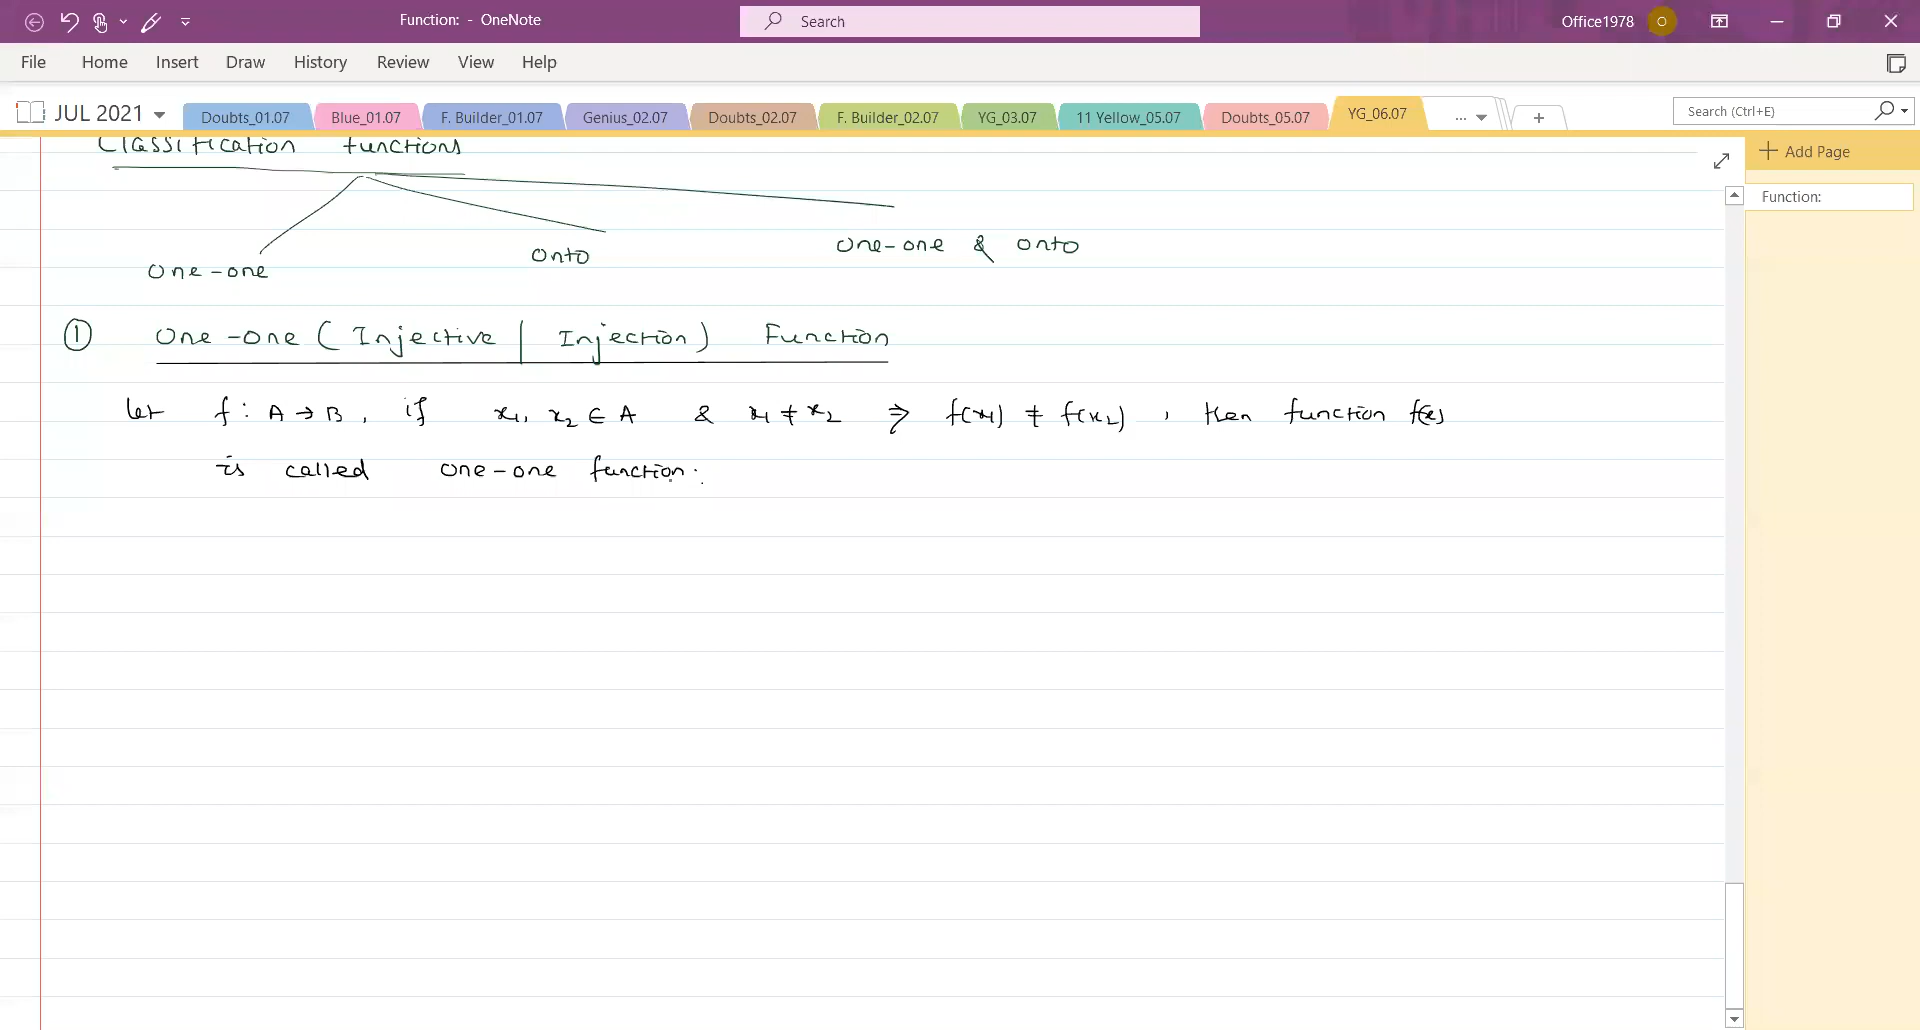 Function: - OneNote
Search
Office1978
O
File Home Insert Draw History Review View Help
JUL 2021
Doubts_01.07 Blue_01.07 F. Builder_01.07 Genius_02.07 Doubts_02.07 F. Builder_02.07 YG_03.07 11 Yellow_05.07 Doubts_05.07 YG_06.07 ... +
Search (Ctrl+E)
Add Page
Function:
Classification functions
One-one Onto One-one & onto
① One-One (Injective | Injection) Function
let f : A → B, if x1, x2 ∈ A & x1 ≠ x2 ⇒ f(x1) ≠ f(x2), then function f(x)
is called one-one function.